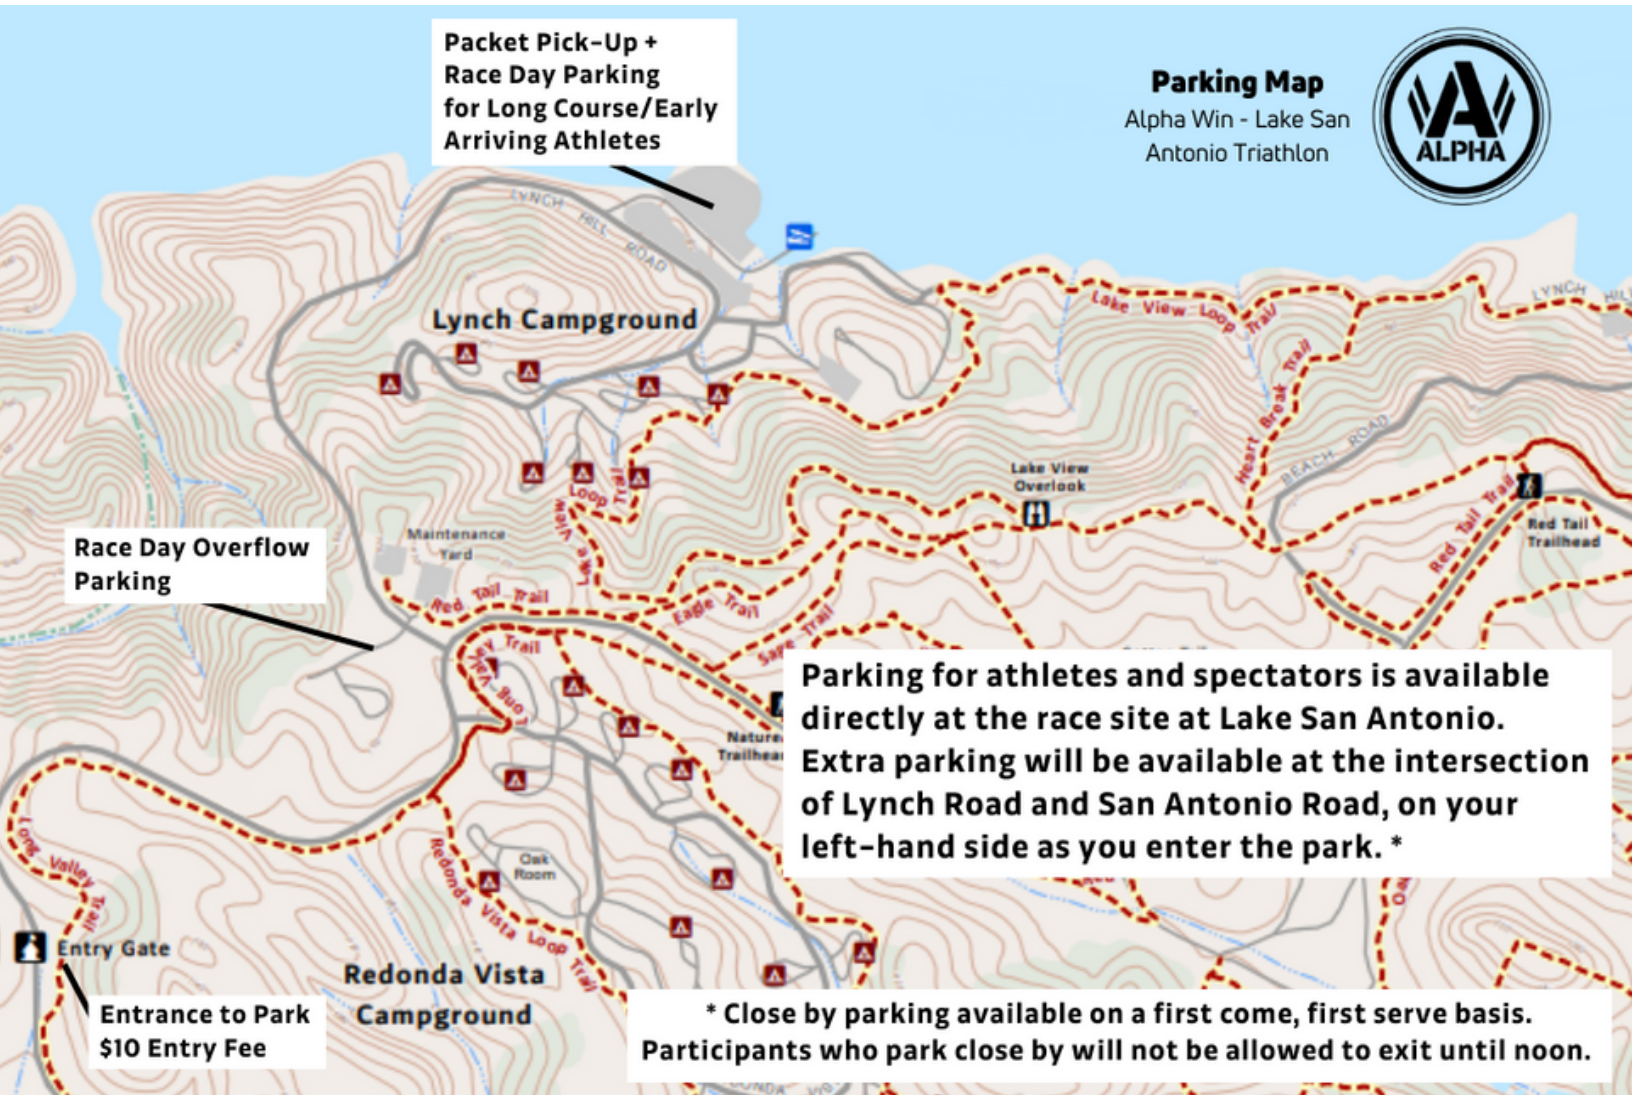 Packet Pick-Up +
Race Day Parking
for Long Course/Early
Arriving Athletes
Parking Map
Alpha Win - Lake San
Antonio Triathlon
ALPHA
LYNCH HILL ROAD
Lynch Campground
Lake View Loop Trail
LYNCH HIL
Heart Break Trail
BEACH ROAD
Lake View
Overlook
Lake View Loop Trail
Red Tail Trail
Red Tail
Trailhead
Maintenance
Yard
Race Day Overflow
Parking
Red Tail Trail
Eagle Trail
Sage Trail
Long Valley Trail
Nature
Trailhea
Parking for athletes and spectators is available
directly at the race site at Lake San Antonio.
Extra parking will be available at the intersection
of Lynch Road and San Antonio Road, on your
left-hand side as you enter the park. *
Long Valley Trail
Oak
Room
Redonda Vista Loop Trail
Entry Gate
Redonda Vista
Campground
Entrance to Park
$10 Entry Fee
* Close by parking available on a first come, first serve basis.
Participants who park close by will not be allowed to exit until noon.